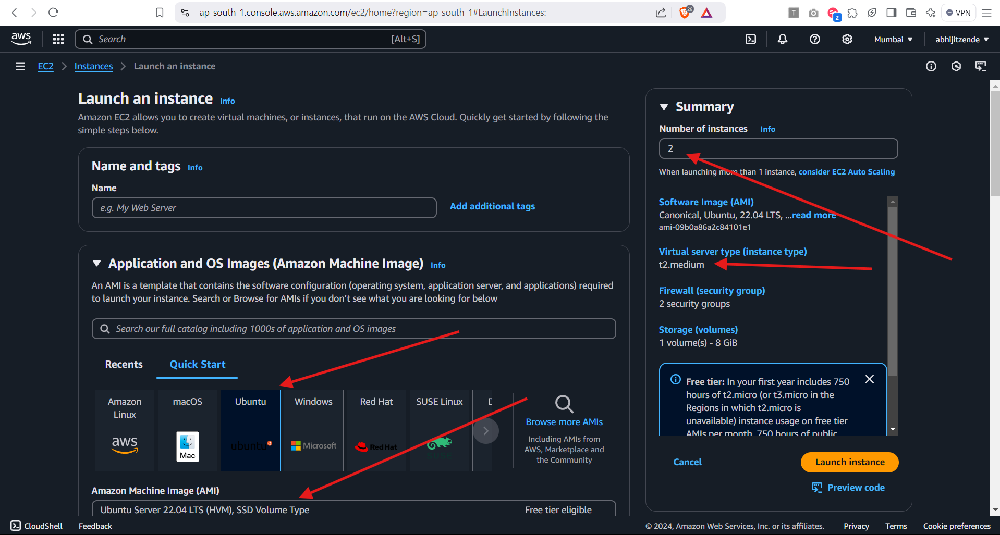 ap-south-1.console.aws.amazon.com/ec2/home?region=ap-south-1#LaunchInstances:
26
T
2
VPN
aws
Search
[Alt+S]
Mumbai
abhijitzende
EC2
Instances
Launch an instance
Launch an instance
Info
Amazon EC2 allows you to create virtual machines, or instances, that run on the AWS Cloud. Quickly get started by following the
simple steps below.
Name and tags
Info
Name
e.g. My Web Server
Add additional tags
Application and OS Images (Amazon Machine Image)
Info
An AMI is a template that contains the software configuration (operating system, application server, and applications) required
to launch your instance. Search or Browse for AMIs if you don’t see what you are looking for below
Search our full catalog including 1000s of application and OS images
Recents
Quick Start
Amazon
Linux
aws
macOS
Mac
Ubuntu
ubuntu
Windows
Microsoft
Red Hat
Red Hat
SUSE Linux
SUSE
D
Browse more AMIs
Including AMIs from
AWS, Marketplace and
the Community
Amazon Machine Image (AMI)
Ubuntu Server 22.04 LTS (HVM), SSD Volume Type
Free tier eligible
Summary
Number of instances
Info
2
When launching more than 1 instance, consider EC2 Auto Scaling
Software Image (AMI)
Canonical, Ubuntu, 22.04 LTS, ...read more
ami-09b0a86a2c84101e1
Virtual server type (instance type)
t2.medium
Firewall (security group)
2 security groups
Storage (volumes)
1 volume(s) - 8 GiB
Free tier: In your first year includes 750
hours of t2.micro (or t3.micro in the
Regions in which t2.micro is
unavailable) instance usage on free tier
AMIs per month, 750 hours of public
Cancel
Launch instance
Preview code
CloudShell
Feedback
© 2024, Amazon Web Services, Inc. or its affiliates.
Privacy
Terms
Cookie preferences